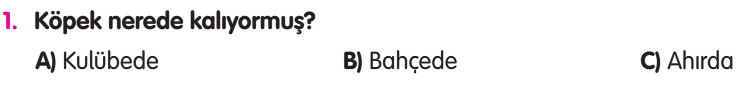 1. Köpek nerede kalıyormuş?
A) Kulübede B) Bahçede C) Ahırda